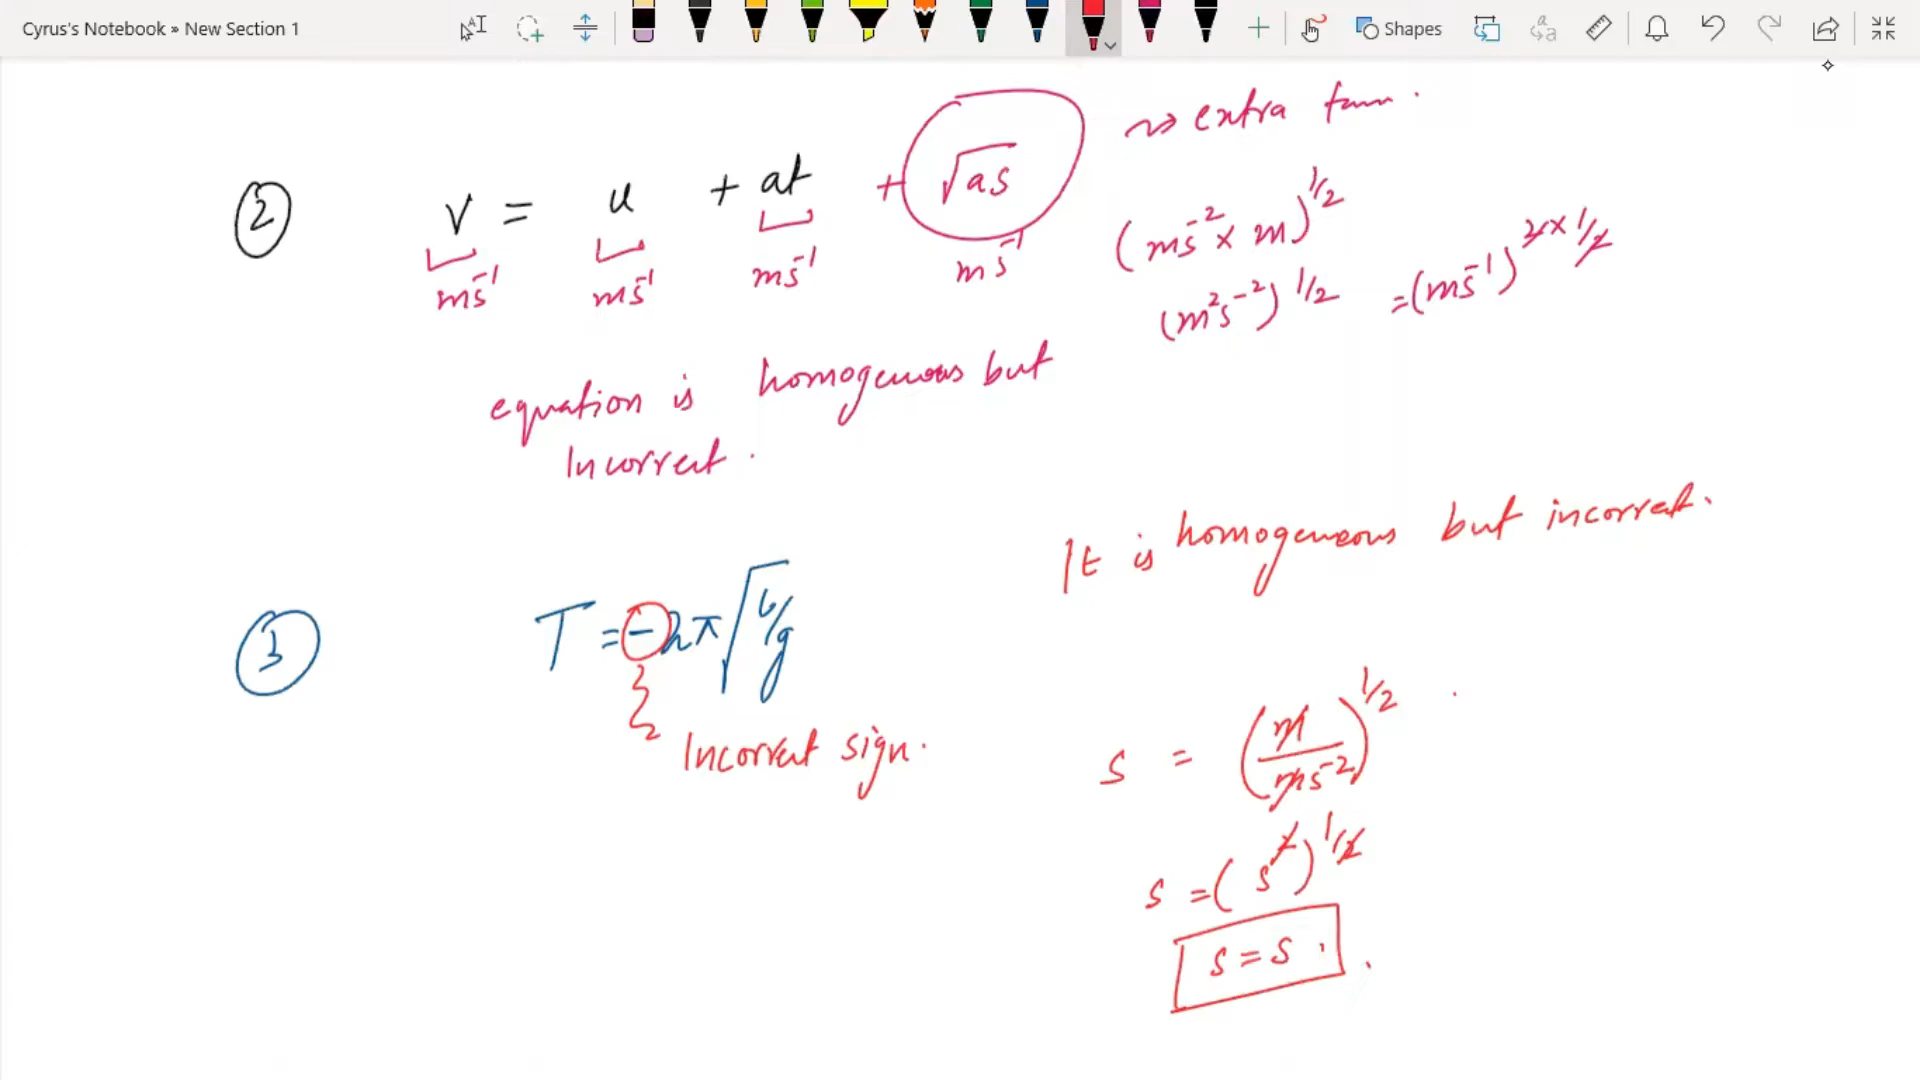 Cyrus's Notebook » New Section 1
Shapes
② v = u + at + √as ⇝ extra term.
ms⁻¹ ms⁻¹ ms⁻¹ ms⁻¹
(ms⁻² × m)^1/2
(m²s⁻²)^1/2 = (ms⁻¹)^2×1/2
equation is homogenous but
Incorrect.
It is homogeneous but incorrect.
③ T = -2π√l/g
Incorrect sign.
s = (m/ms⁻²)^1/2
s = (s²)^1/2
s = s.